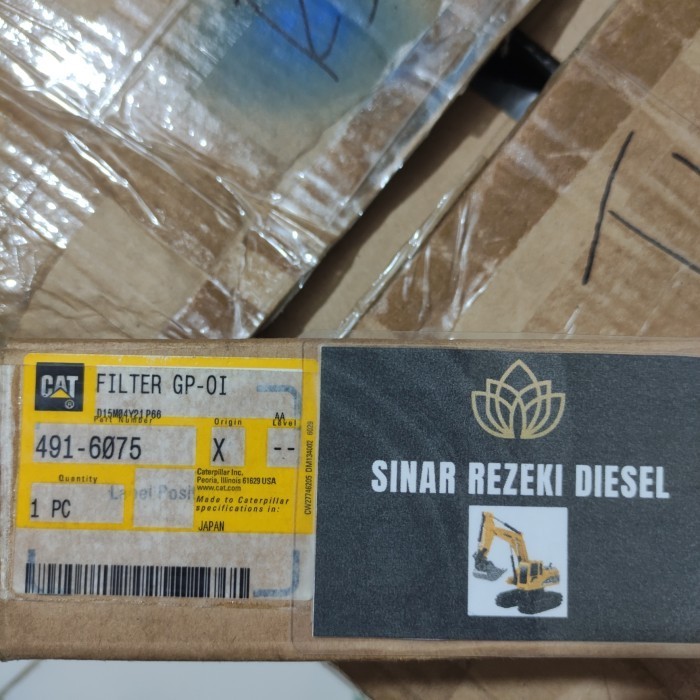 CAT
®
FILTER GP-OI
D15M04Y21P66
AA
Part Number
Origin
Level
491-6075
X
--
Quantity
Label Posit
1 PC
Caterpillar Inc.
Peoria, Illinois 61629 USA
www.cat.com
Made to Caterpillar
specifications in:
JAPAN
SINAR REZEKI DIESEL